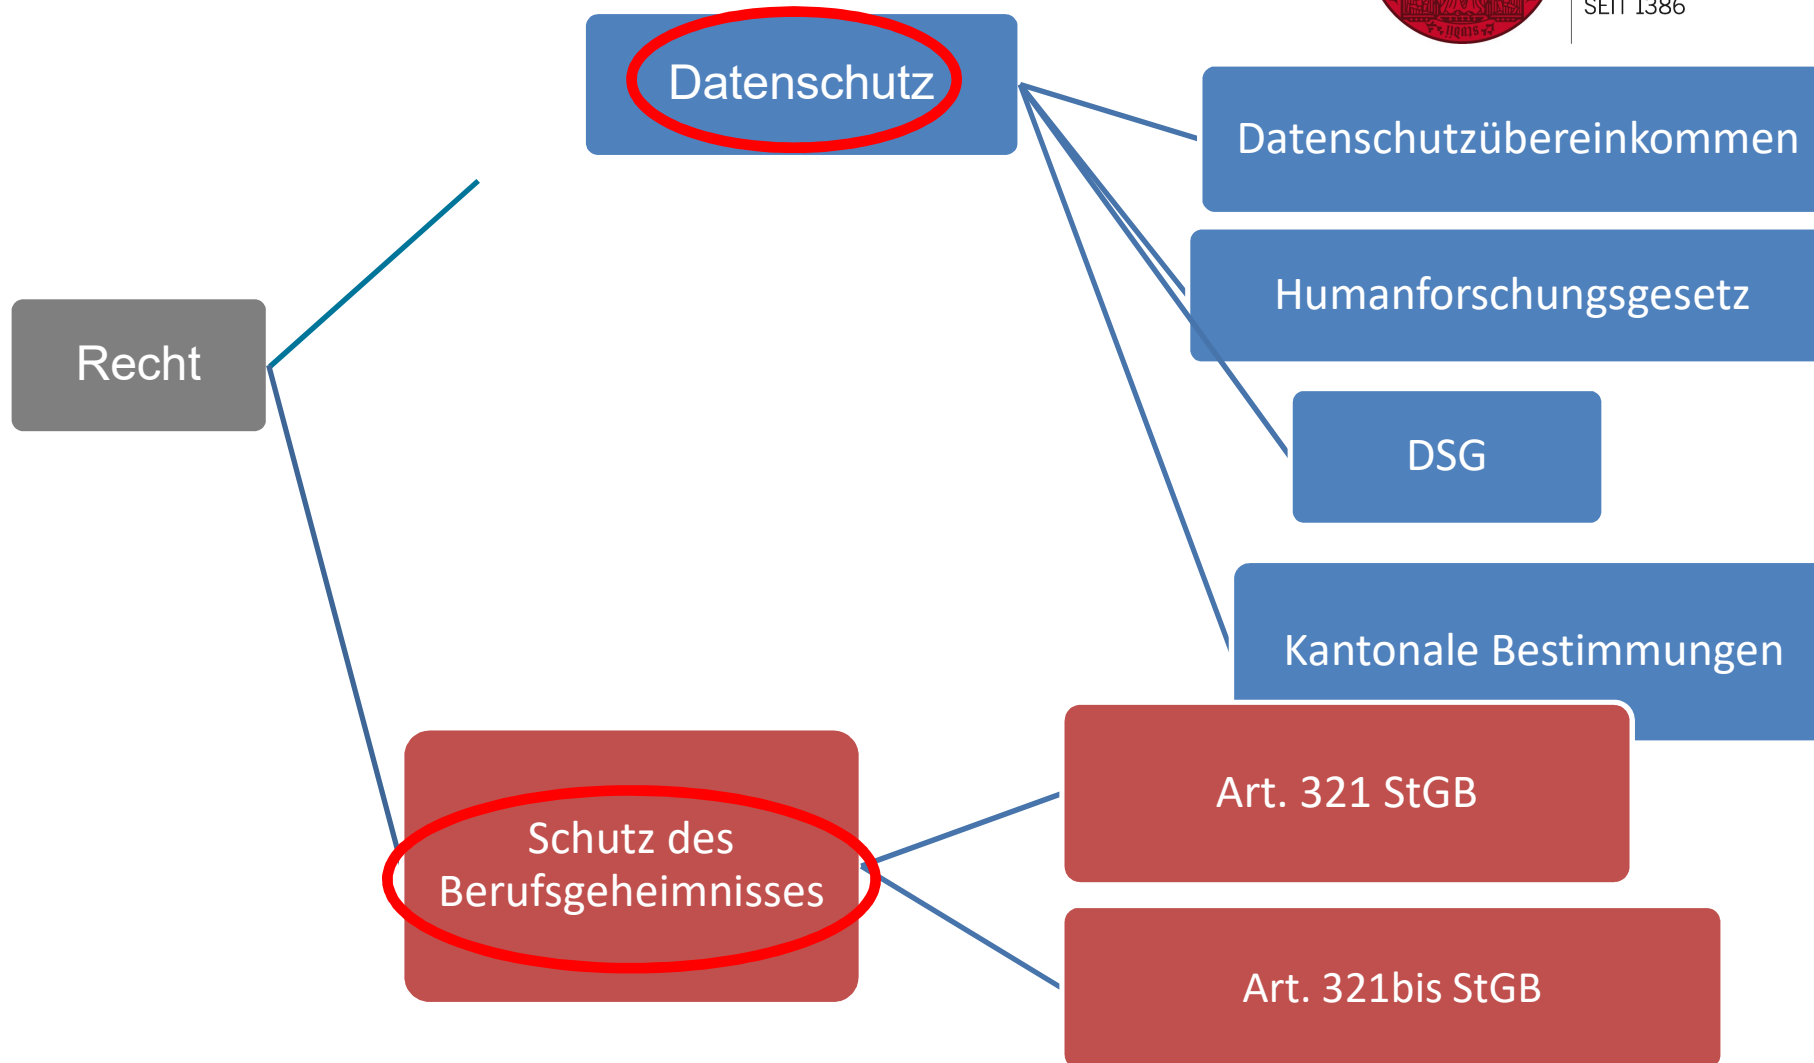 SEIT 1386
Datenschutz
Datenschutzübereinkommen
Humanforschungsgesetz
Recht
DSG
Kantonale Bestimmungen
Art. 321 StGB
Schutz des
Berufsgeheimnisses
Art. 321bis StGB